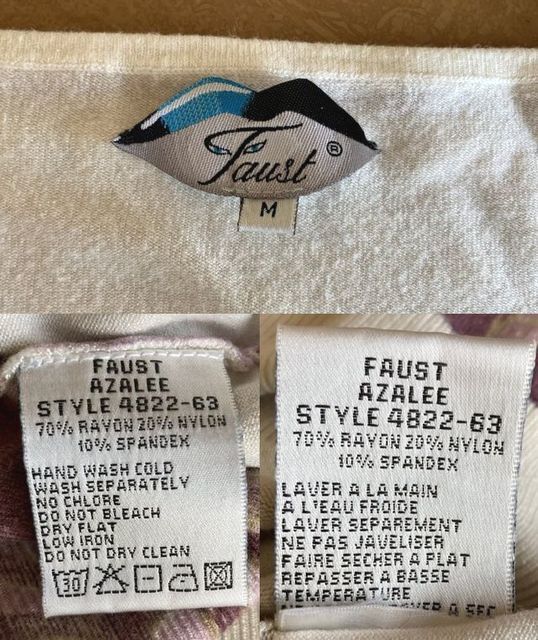 Faust ®
M
FAUST
AZALEE
STYLE 4822-63
70% RAYON 20% NYLON
10% SPANDEX
HAND WASH COLD
WASH SEPARATELY
NO CHLORE
DO NOT BLEACH
DRY FLAT
LOW IRON
DO NOT DRY CLEAN
30
FAUST
AZALEE
STYLE 4822-63
70% RAYON 20% NYLON
10% SPANDEX
LAVER A LA MAIN
A L'EAU FROIDE
LAVER SEPAREMENT
NE PAS JAVELISER
FAIRE SECHER A PLAT
REPASSER A BASSE
TEMPERATURE
A SEC